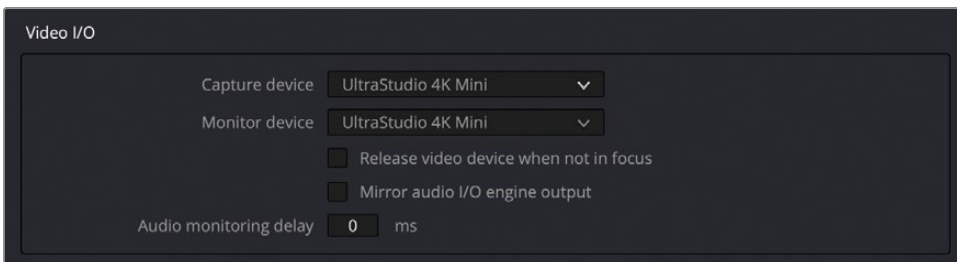 Video I/O
Capture device UltraStudio 4K Mini
Monitor device UltraStudio 4K Mini
Release video device when not in focus
Mirror audio I/O engine output
Audio monitoring delay 0 ms